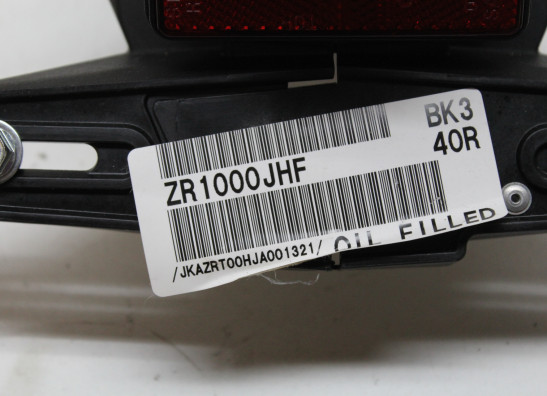 BK3
ZR1000JHF 40R
/JKAZRT00HJA001321/ OIL FILLED